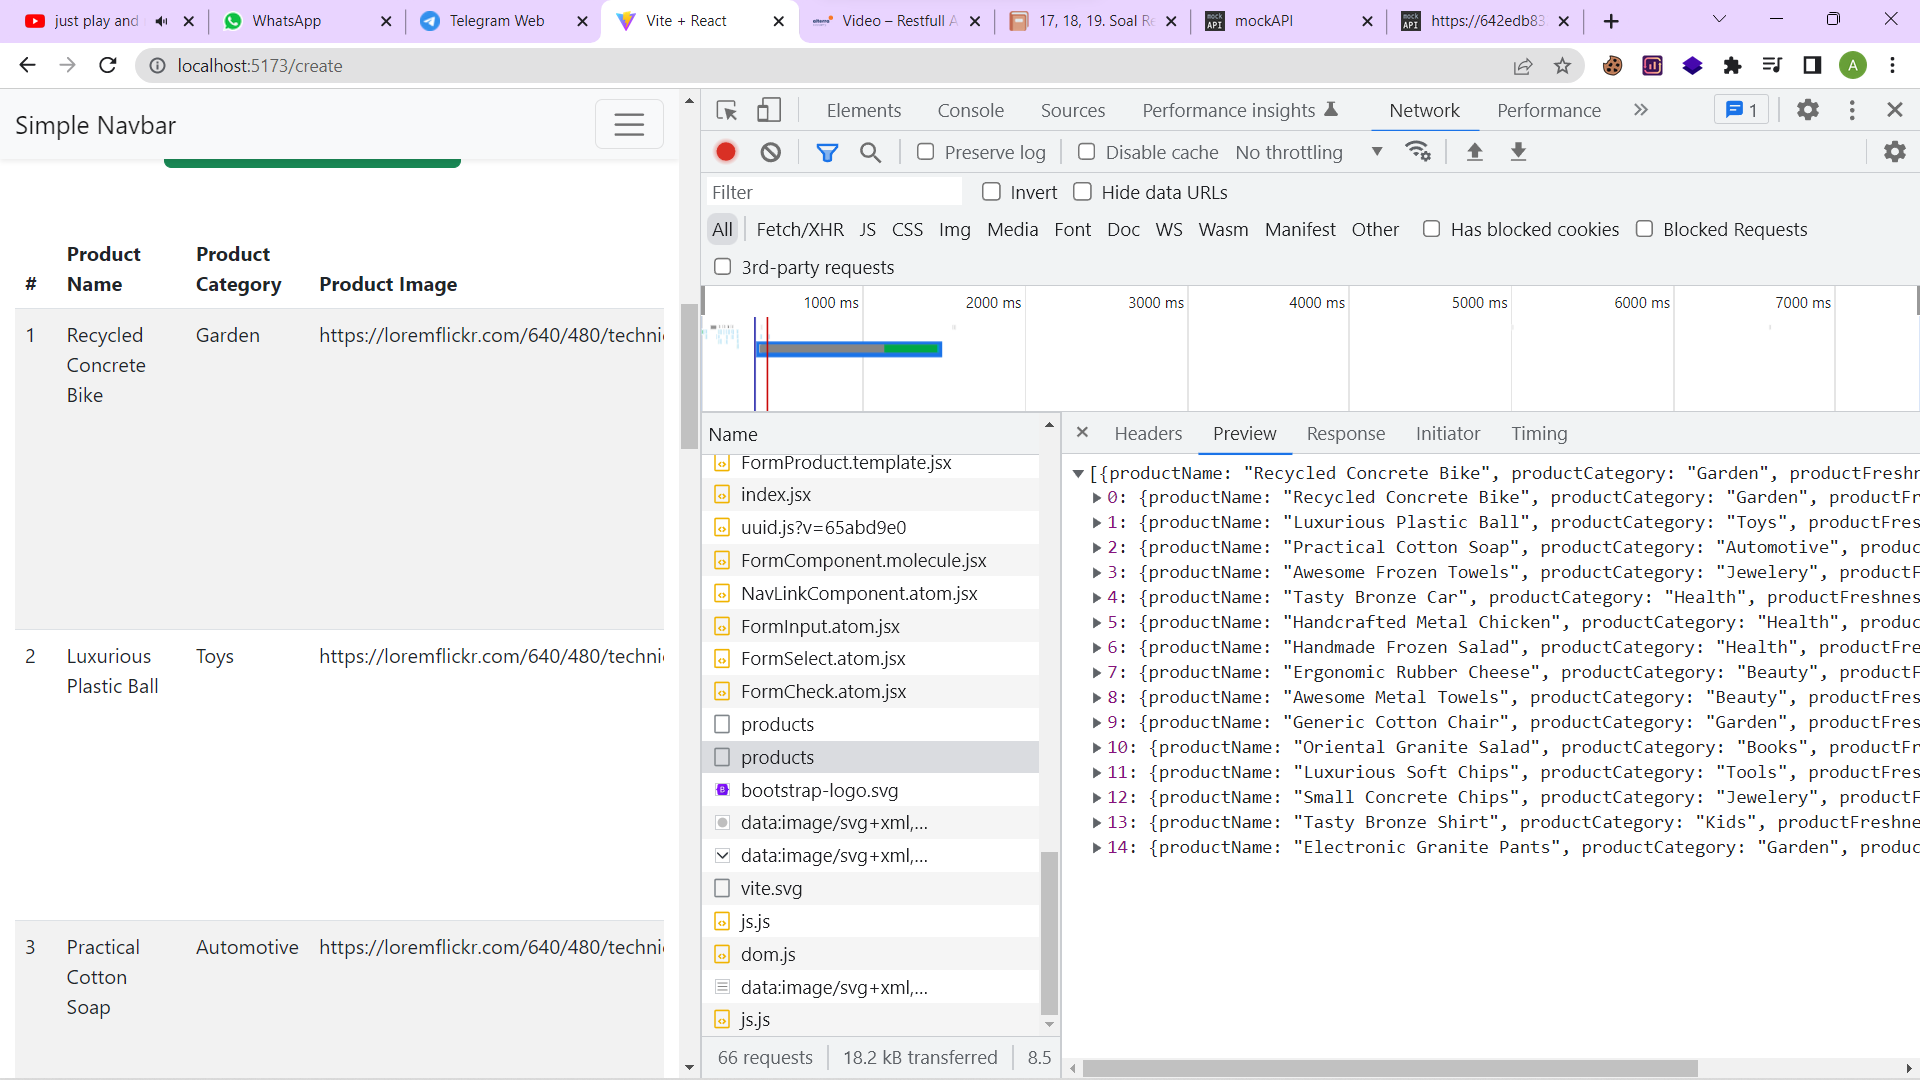 just play and
WhatsApp
Telegram Web
Vite + React
Video – Restfull A
17, 18, 19. Soal Re
mockAPI
https://642edb83
localhost:5173/create
A
Simple Navbar
# Product Name Product Category Product Image
1 Recycled Concrete Bike Garden https://loremflickr.com/640/480/techni
2 Luxurious Plastic Ball Toys https://loremflickr.com/640/480/techni
3 Practical Cotton Soap Automotive https://loremflickr.com/640/480/techni
Elements Console Sources Performance insights Network Performance 1
Preserve log Disable cache No throttling
Filter Invert Hide data URLs
All Fetch/XHR JS CSS Img Media Font Doc WS Wasm Manifest Other Has blocked cookies Blocked Requests
3rd-party requests
1000 ms 2000 ms 3000 ms 4000 ms 5000 ms 6000 ms 7000 ms
Name
FormProduct.template.jsx
index.jsx
uuid.js?v=65abd9e0
FormComponent.molecule.jsx
NavLinkComponent.atom.jsx
FormInput.atom.jsx
FormSelect.atom.jsx
FormCheck.atom.jsx
products
products
bootstrap-logo.svg
data:image/svg+xml,...
data:image/svg+xml,...
vite.svg
js.js
dom.js
data:image/svg+xml,...
js.js
66 requests 18.2 kB transferred 8.5
Headers Preview Response Initiator Timing
[{productName: "Recycled Concrete Bike", productCategory: "Garden", productFreshn
0: {productName: "Recycled Concrete Bike", productCategory: "Garden", productFr
1: {productName: "Luxurious Plastic Ball", productCategory: "Toys", productFres
2: {productName: "Practical Cotton Soap", productCategory: "Automotive", produc
3: {productName: "Awesome Frozen Towels", productCategory: "Jewelery", productF
4: {productName: "Tasty Bronze Car", productCategory: "Health", productFreshnes
5: {productName: "Handcrafted Metal Chicken", productCategory: "Health", produc
6: {productName: "Handmade Frozen Salad", productCategory: "Health", productFre
7: {productName: "Ergonomic Rubber Cheese", productCategory: "Beauty", productF
8: {productName: "Awesome Metal Towels", productCategory: "Beauty", productFres
9: {productName: "Generic Cotton Chair", productCategory: "Garden", productFres
10: {productName: "Oriental Granite Salad", productCategory: "Books", productFr
11: {productName: "Luxurious Soft Chips", productCategory: "Tools", productFres
12: {productName: "Small Concrete Chips", productCategory: "Jewelery", productF
13: {productName: "Tasty Bronze Shirt", productCategory: "Kids", productFreshne
14: {productName: "Electronic Granite Pants", productCategory: "Garden", produc